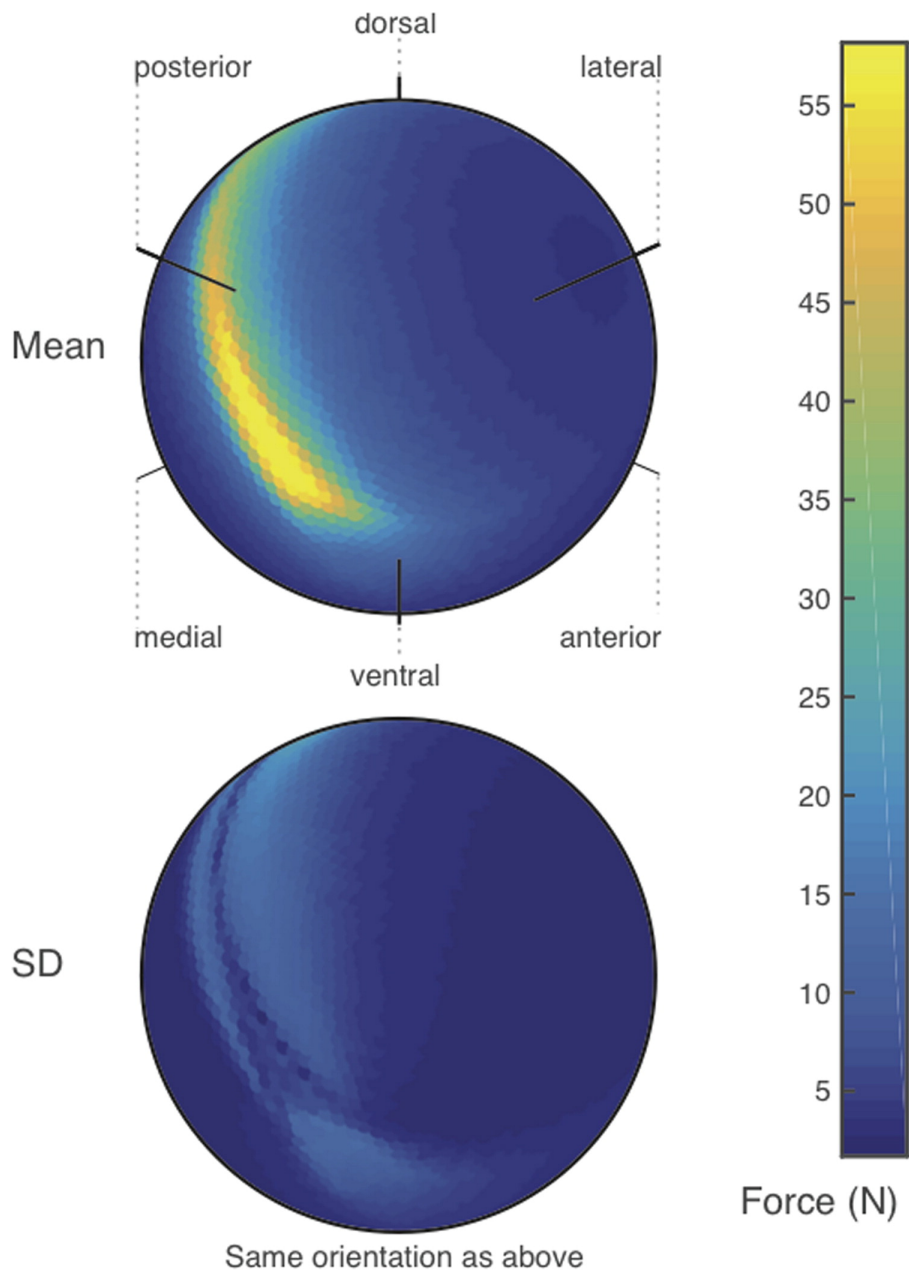 dorsal
posterior
lateral
Mean
medial
anterior
ventral
SD
Same orientation as above
55
50
45
40
35
30
25
20
15
10
5
Force (N)